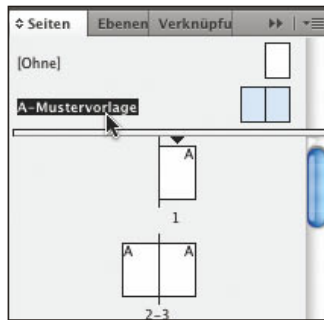 Seiten Ebenen Verknüpfu
[Ohne]
A-Mustervorlage
A
1
A A
2-3